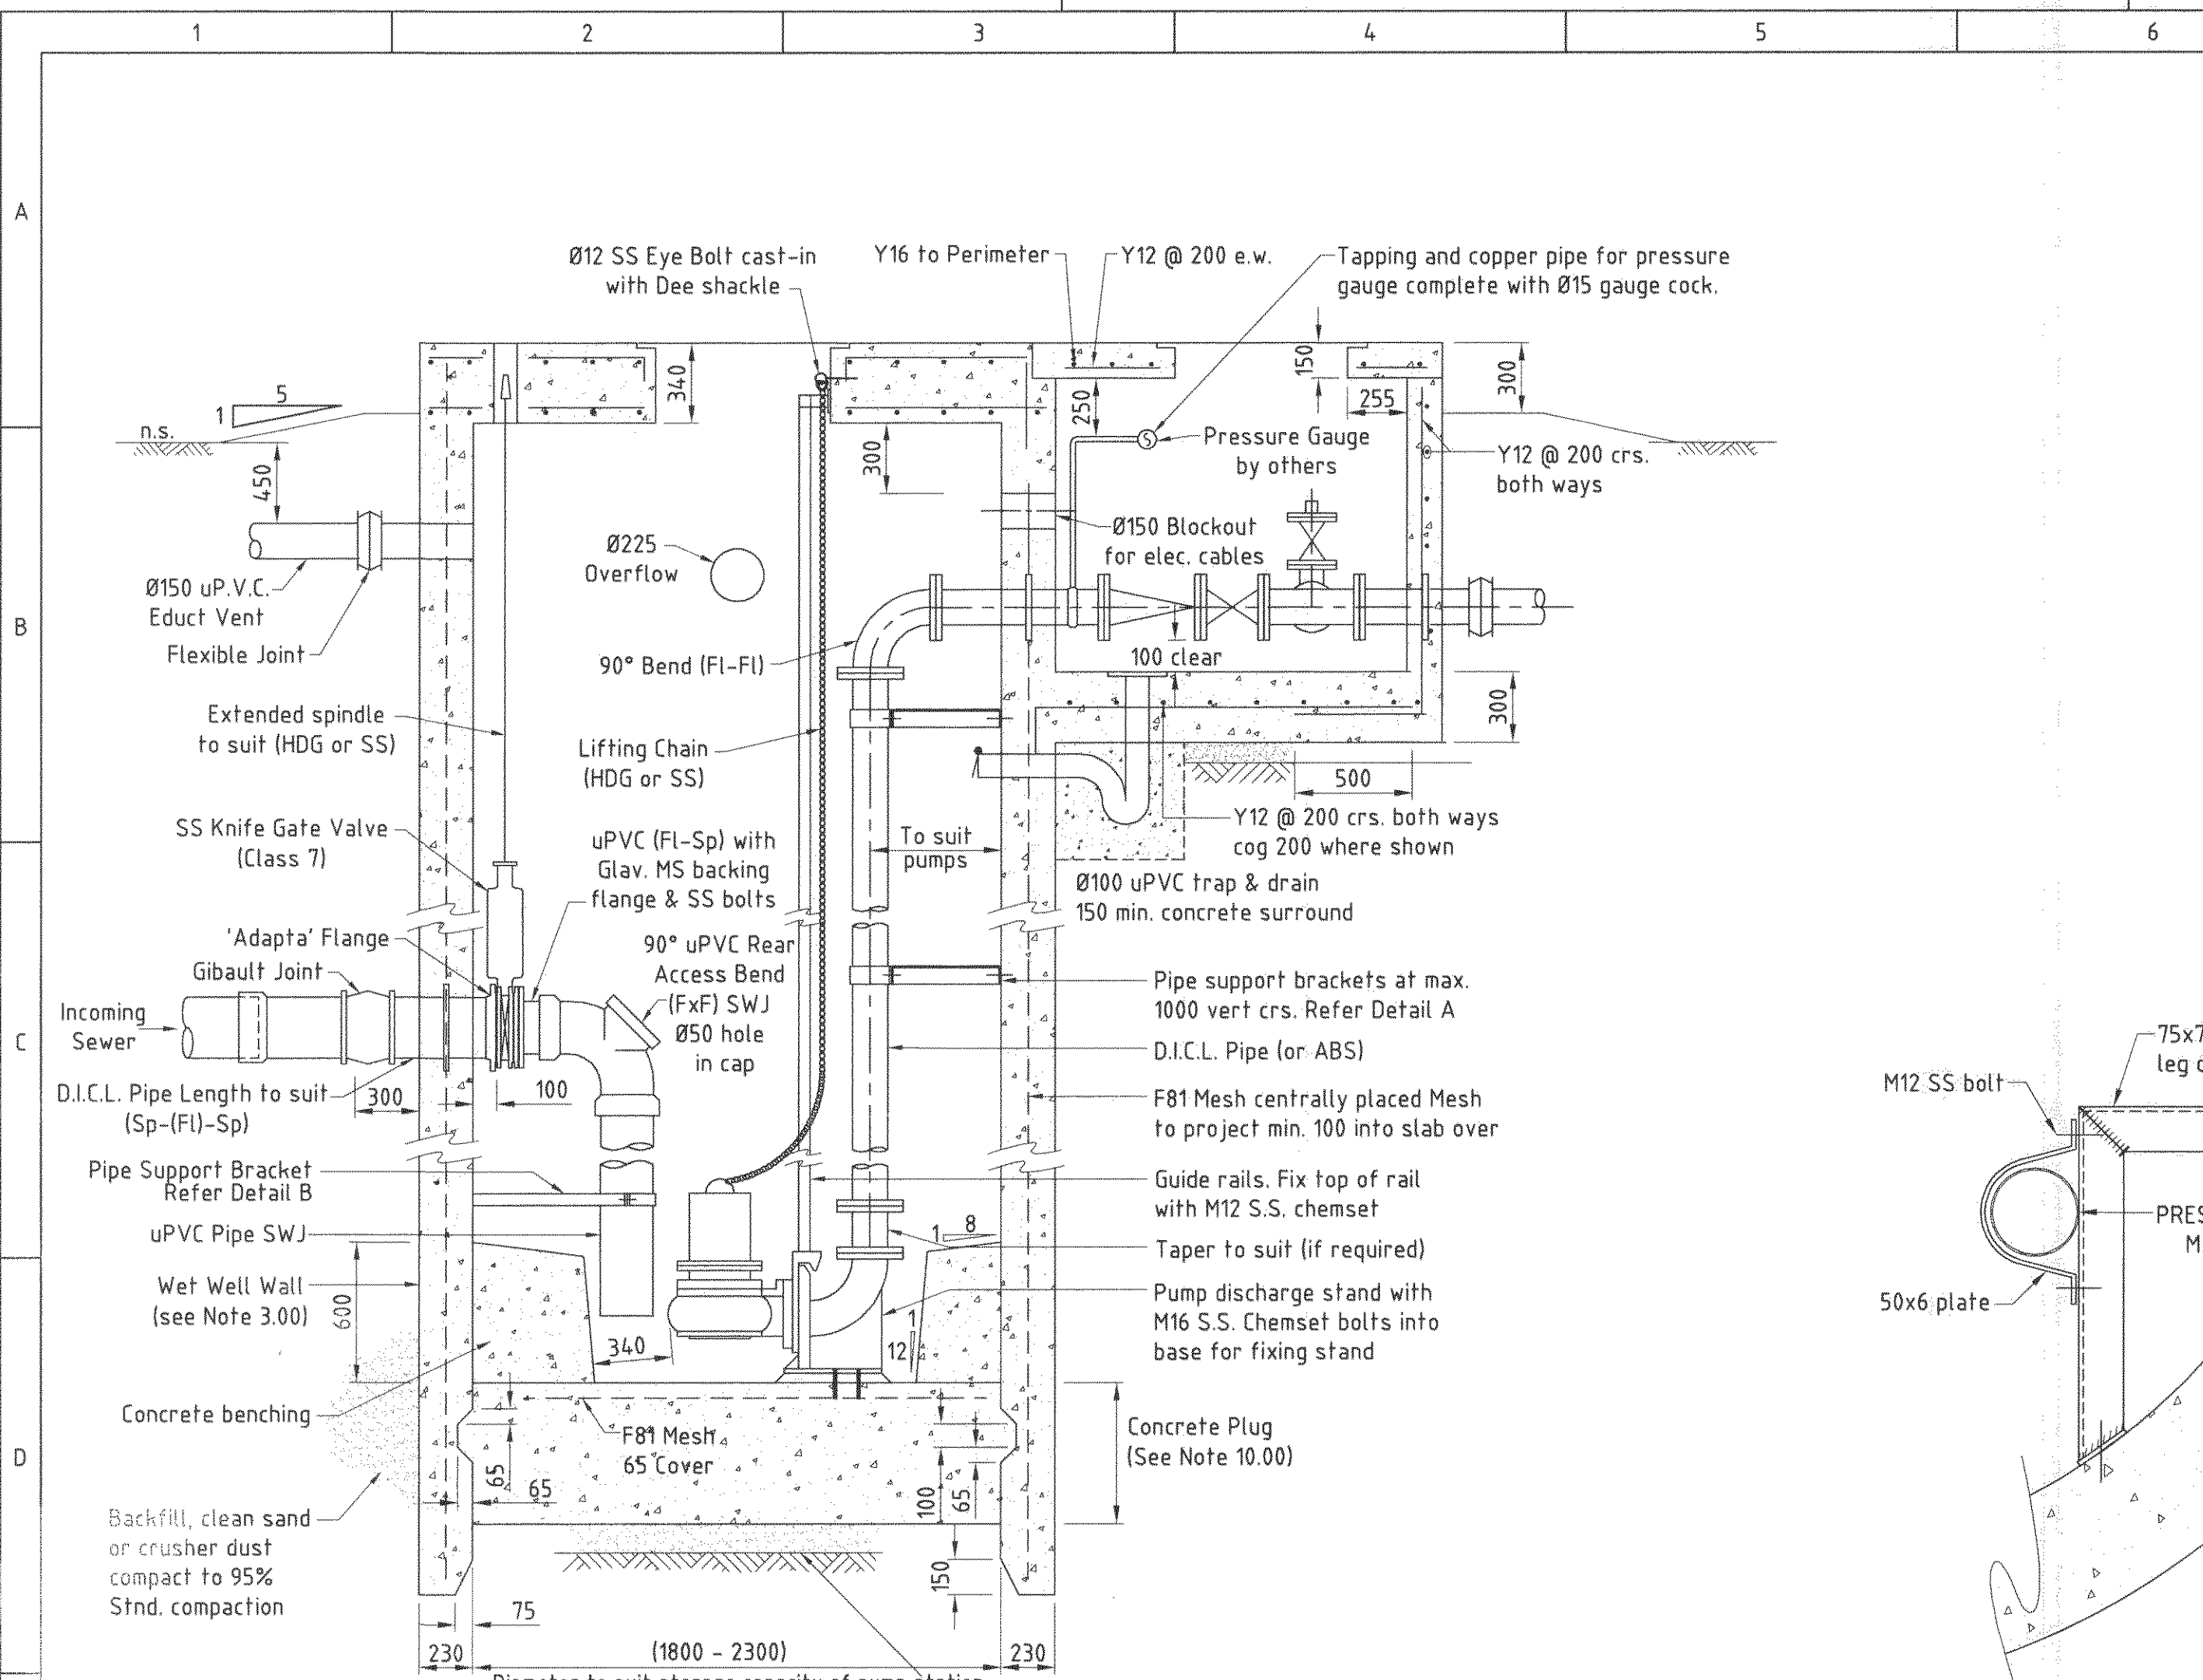 1 2 3 4 5 6
A
B
C
D
Ø12 SS Eye Bolt cast-in
with Dee shackle
Y16 to Perimeter
Y12 @ 200 e.w.
Tapping and copper pipe for pressure
gauge complete with Ø15 gauge cock.
340
150
300
250
255
5
1
n.s.
450
300
Pressure Gauge
by others
Y12 @ 200 crs.
both ways
Ø150 Blockout
for elec. cables
Ø225
Overflow
Ø150 uP.V.C.
Educt Vent
Flexible Joint
90° Bend (Fl-Fl)
100 clear
300
Extended spindle
to suit (HDG or SS)
Lifting Chain
(HDG or SS)
500
Y12 @ 200 crs. both ways
cog 200 where shown
SS Knife Gate Valve
(Class 7)
uPVC (Fl-Sp) with
Glav. MS backing
flange & SS bolts
To suit
pumps
Ø100 uPVC trap & drain
150 min. concrete surround
'Adapta' Flange
Gibault Joint
90° uPVC Rear
Access Bend
(FxF) SWJ
Ø50 hole
in cap
Incoming
Sewer
Pipe support brackets at max.
1000 vert crs. Refer Detail A
D.I.C.L. Pipe (or ABS)
D.I.C.L. Pipe Length to suit
(Sp-(Fl)-Sp)
300
100
F81 Mesh centrally placed Mesh
to project min. 100 into slab over
Pipe Support Bracket
Refer Detail B
Guide rails. Fix top of rail
with M12 S.S. chemset
uPVC Pipe SWJ
1
8
Taper to suit (if required)
Wet Well Wall
(see Note 3.00)
600
Pump discharge stand with
M16 S.S. Chemset bolts into
base for fixing stand
340
1
12
Concrete benching
F81 Mesh
65 Cover
65
65
100
65
Concrete Plug
(See Note 10.00)
Backfill, clean sand
or crusher dust
compact to 95%
Stnd. compaction
150
75
230
(1800 - 2300)
230
Diameter to suit storage capacity of pump station
M12 SS bolt
75x7
leg
PRES
M
50x6 plate